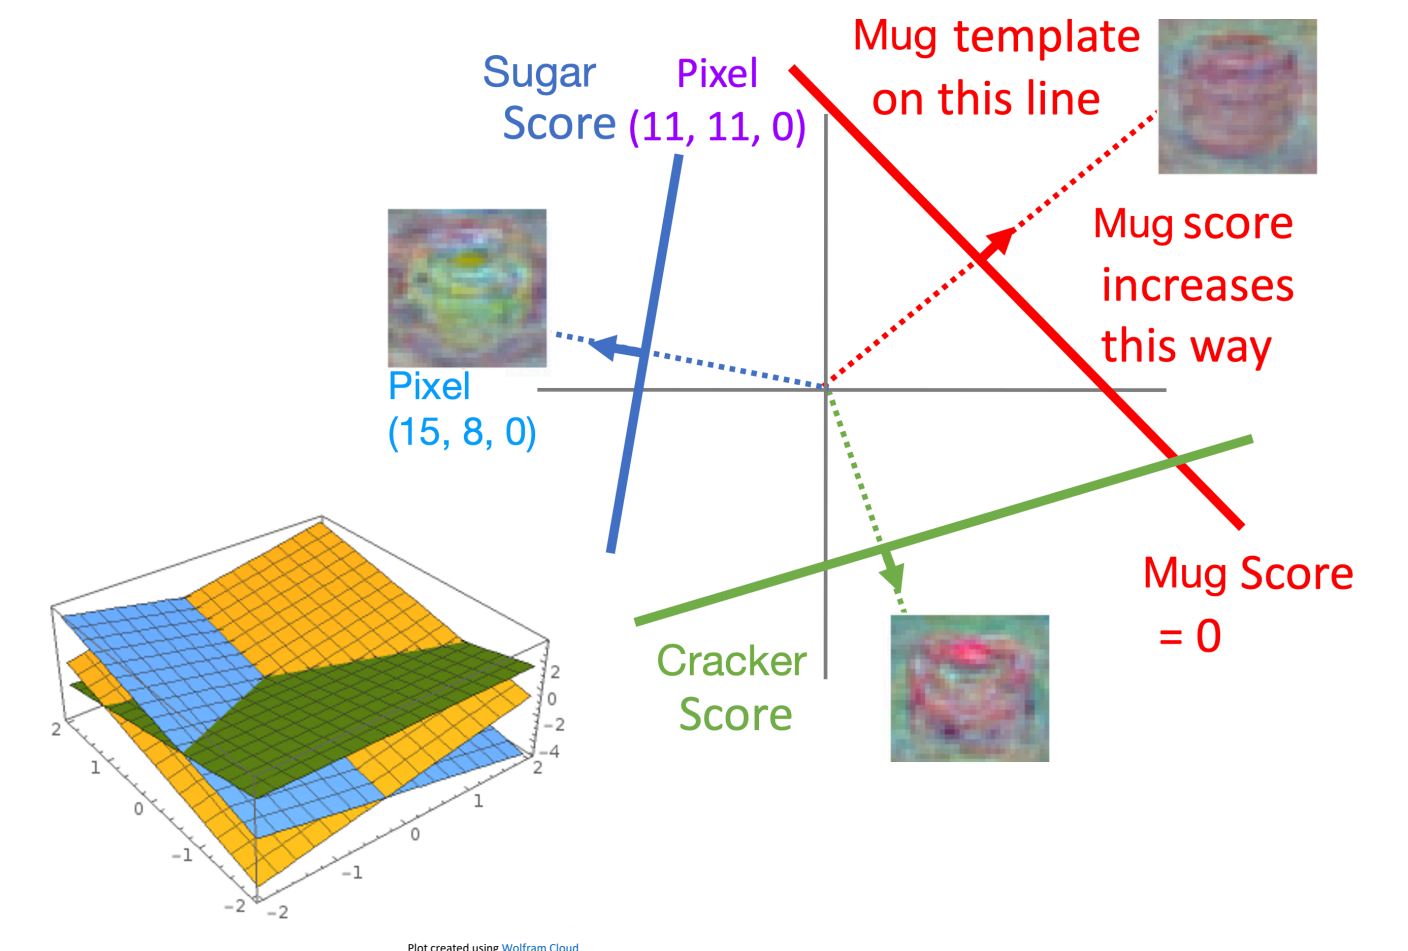 Mug template
on this line
Sugar
Score
Pixel
(11, 11, 0)
Mug score
increases
this way
Pixel
(15, 8, 0)
Mug Score
= 0
Cracker
Score
2
1
0
-1
-2
-2
-1
0
1
2
2
0
-2
-4
Plot created using Wolfram Cloud